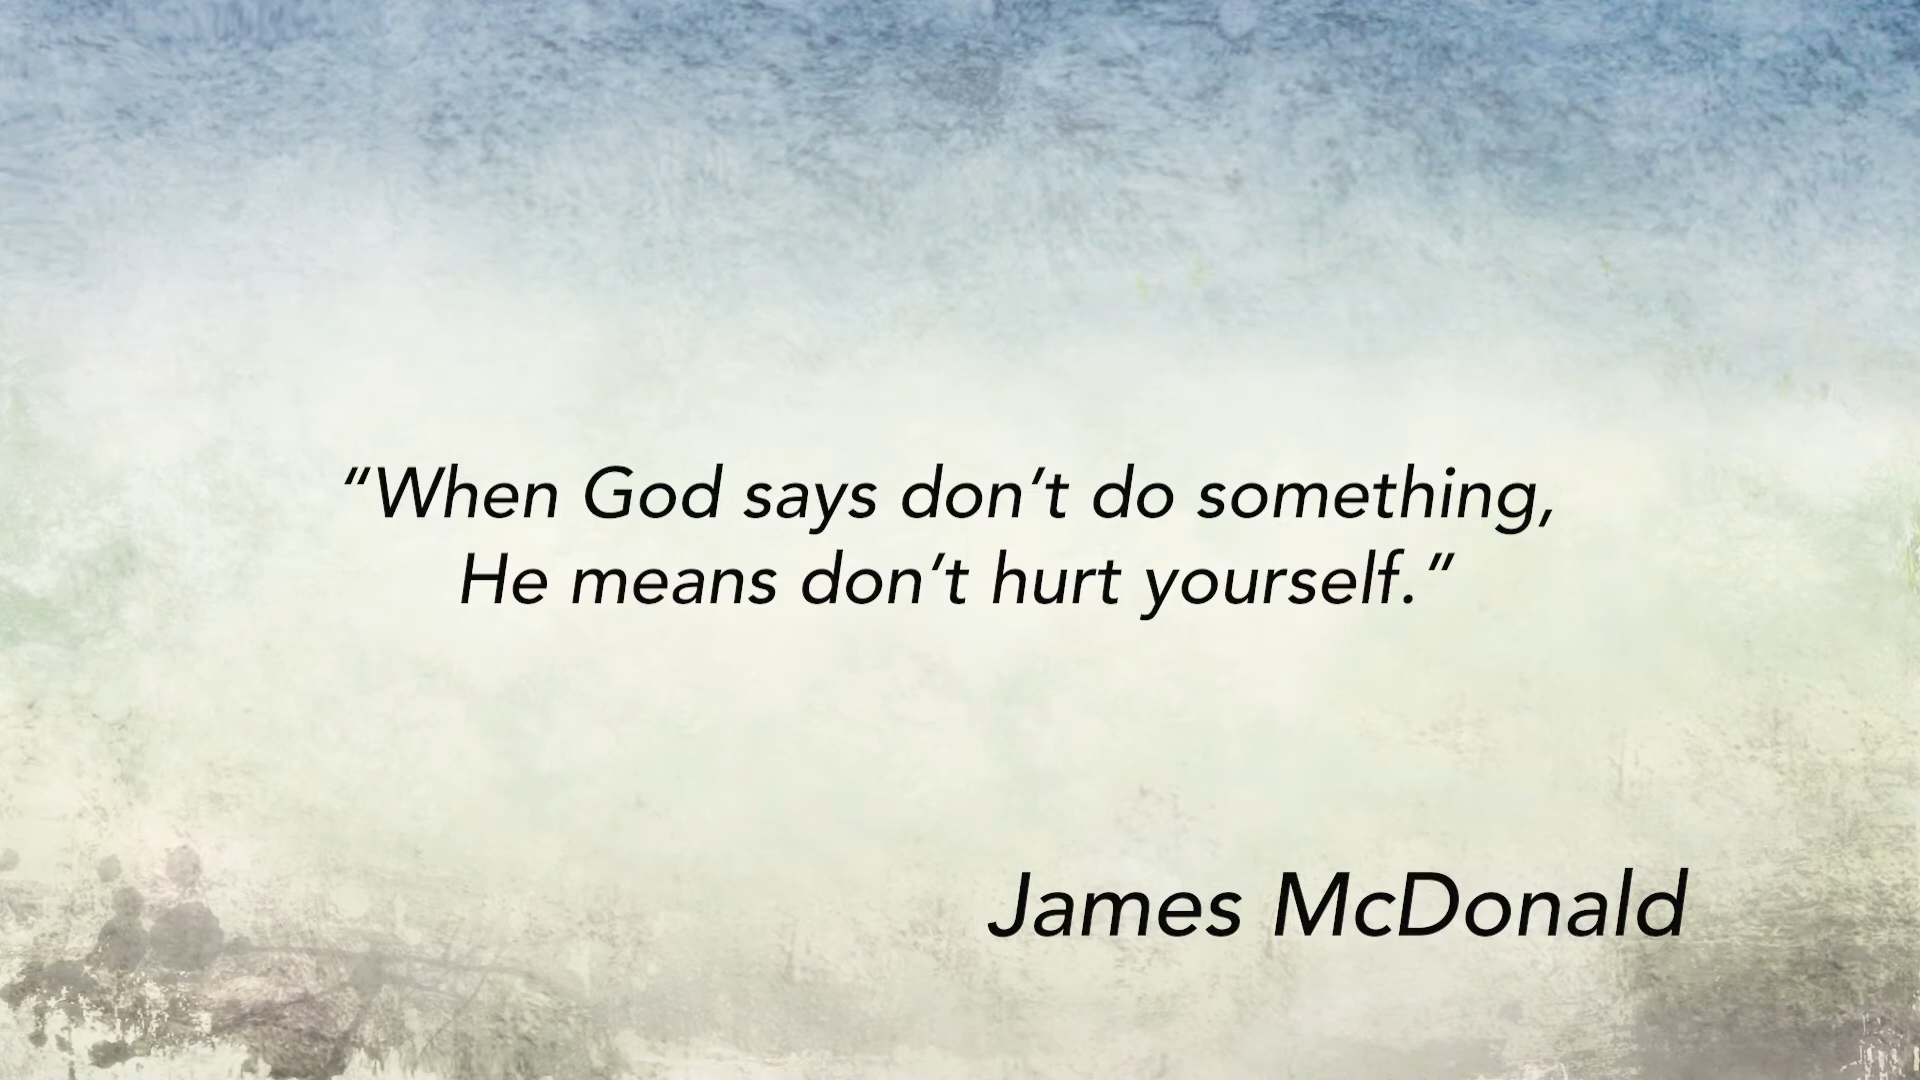 “When God says don’t do something,
He means don’t hurt yourself.”
James McDonald